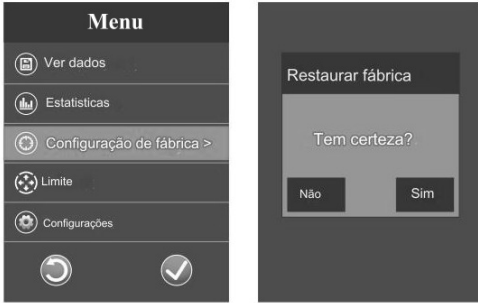 Menu
Ver dados
Estatisticas
Configuração de fábrica >
Limite
Configurações
Restaurar fábrica
Tem certeza?
Não
Sim